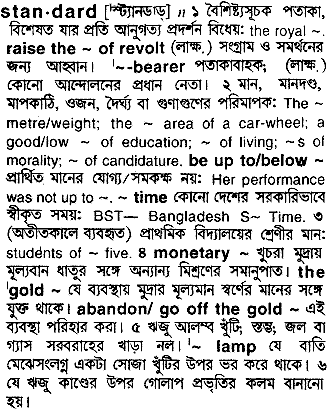 stan·dard [ˈস্ট্যানডাড্] n ১ বৈশিষ্ট্যসূচক পতাকা,
বিশেষত যার প্রতি আনুগত্য প্রদর্শন বিধেয়: the royal ~.
raise the ~ of revolt (লাক্ষ.) সংগ্রাম ও সমর্থনের
জন্য আহ্বান। ˈ~-bearer পতাকাবাহক; (লাক্ষ.)
কোনো আন্দোলনের প্রধান নেতা। ২ মান, মানদণ্ড,
মাপকাঠি, ওজন, দৈর্ঘ্য বা গুণাগুণের পরিমাপক: The ~
metre/weight; the ~ area of a car-wheel; a
good/low ~ of education; ~ of living; ~s of
morality; ~ of candidature. be up to/below ~
প্রার্থিত মানের যোগ্য/সমকক্ষ নয়: Her performance
was not up to ~. ~ time কোনো দেশের সরকারিভাবে
স্বীকৃত সময়: BST— Bangladesh S~ Time. ৩
(অতীতকালে ব্যবহৃত) প্রাথমিক বিদ্যালয়ের শ্রেণীর মান:
students of ~ five. ৪ monetary ~ খুচরা মুদ্রায়
মূল্যবান ধাতুর সঙ্গে অন্যান্য মিশ্রণের সমানুপাত। the
ˈgold ~ যে ব্যবস্থায় মুদ্রার মূল্যমান স্বর্ণের মানের সঙ্গে
যুক্ত থাকে। abandon/ go off the gold ~ এই
ব্যবস্থা পরিহার করা। ৫ ঋজু আলম্ব খুঁটি; স্তম্ভ; জল বা
গ্যাস সরবরাহের খাড়া নল। ˈ~ lamp যে বাতি
মেঝেসংলগ্ন একটা সোজা খুঁটির উপর ভর করে থাকে। ৬
যে ঋজু কাণ্ডের উপর গোলাপ প্রভৃতির কলম বানানো
হয়।